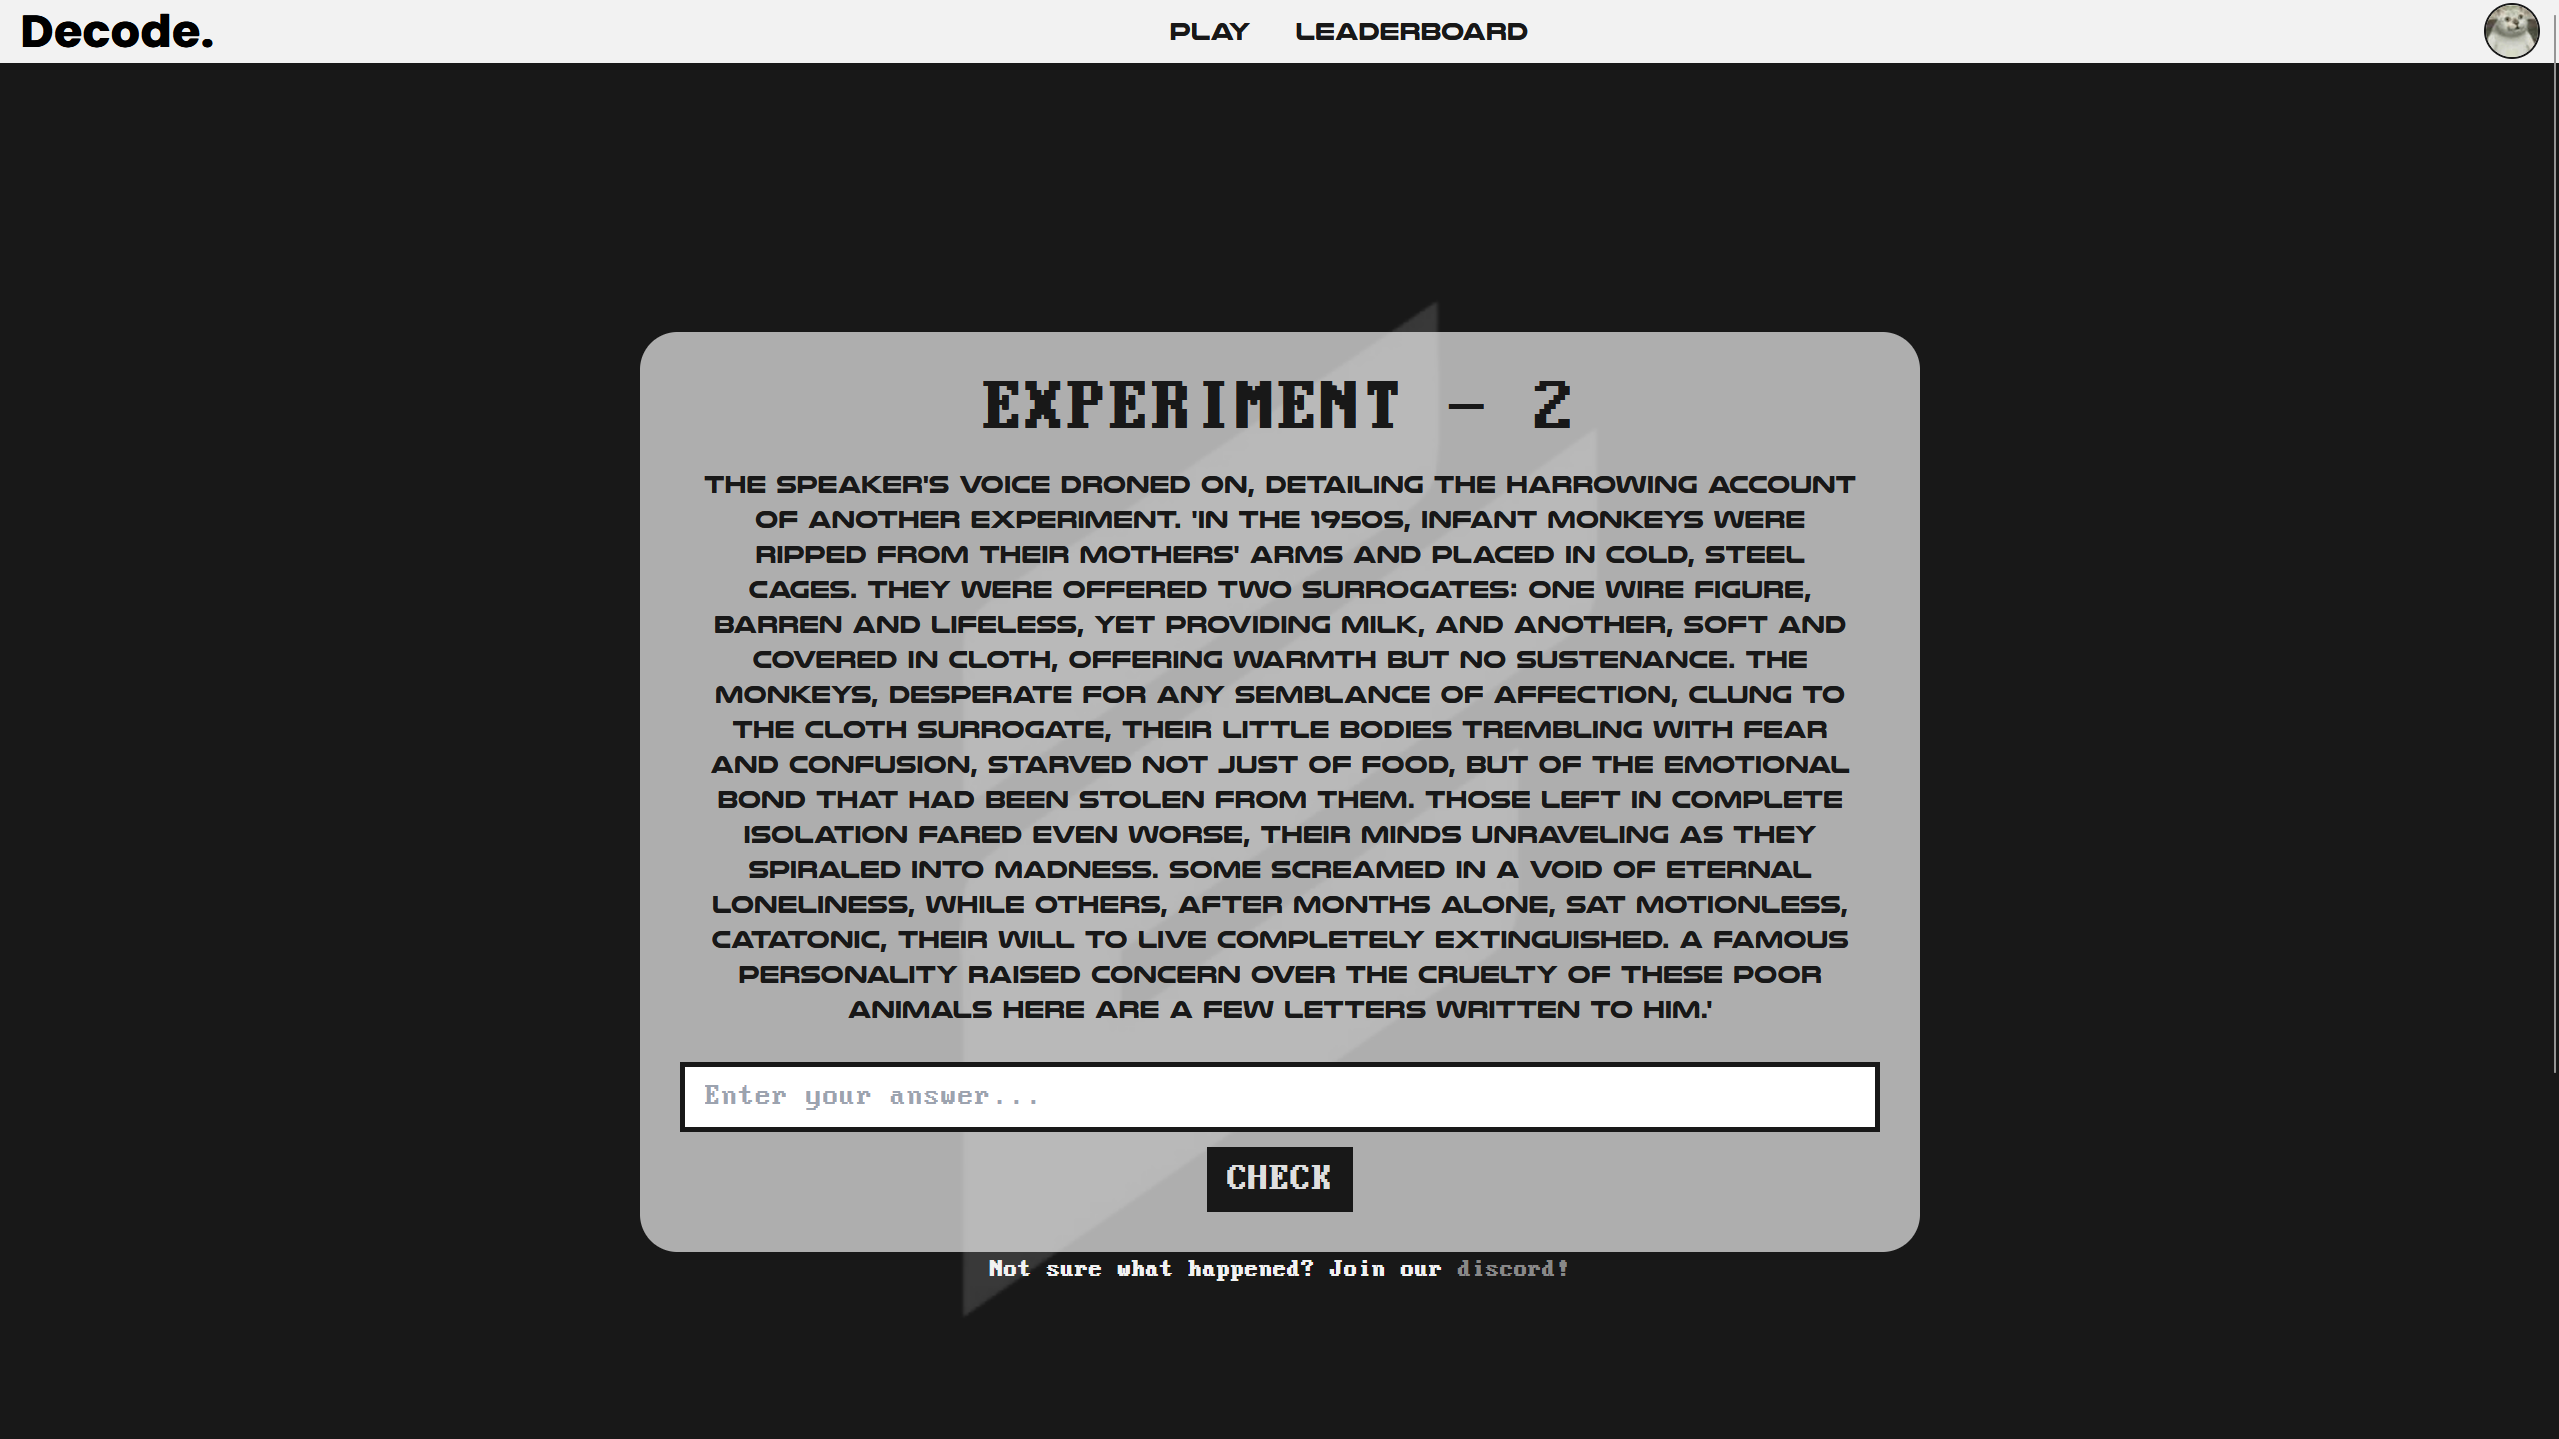 Decode.
PLAY
LEADERBOARD
EXPERIMENT - 2
THE SPEAKER'S VOICE DRONED ON, DETAILING THE HARROWING ACCOUNT
OF ANOTHER EXPERIMENT. 'IN THE 1950S, INFANT MONKEYS WERE
RIPPED FROM THEIR MOTHERS' ARMS AND PLACED IN COLD, STEEL
CAGES. THEY WERE OFFERED TWO SURROGATES: ONE WIRE FIGURE,
BARREN AND LIFELESS, YET PROVIDING MILK, AND ANOTHER, SOFT AND
COVERED IN CLOTH, OFFERING WARMTH BUT NO SUSTENANCE. THE
MONKEYS, DESPERATE FOR ANY SEMBLANCE OF AFFECTION, CLUNG TO
THE CLOTH SURROGATE, THEIR LITTLE BODIES TREMBLING WITH FEAR
AND CONFUSION, STARVED NOT JUST OF FOOD, BUT OF THE EMOTIONAL
BOND THAT HAD BEEN STOLEN FROM THEM. THOSE LEFT IN COMPLETE
ISOLATION FARED EVEN WORSE, THEIR MINDS UNRAVELING AS THEY
SPIRALED INTO MADNESS. SOME SCREAMED IN A VOID OF ETERNAL
LONELINESS, WHILE OTHERS, AFTER MONTHS ALONE, SAT MOTIONLESS,
CATATONIC, THEIR WILL TO LIVE COMPLETELY EXTINGUISHED. A FAMOUS
PERSONALITY RAISED CONCERN OVER THE CRUELTY OF THESE POOR
ANIMALS HERE ARE A FEW LETTERS WRITTEN TO HIM.'
Enter your answer...
CHECK
Not sure what happened? Join our discord!